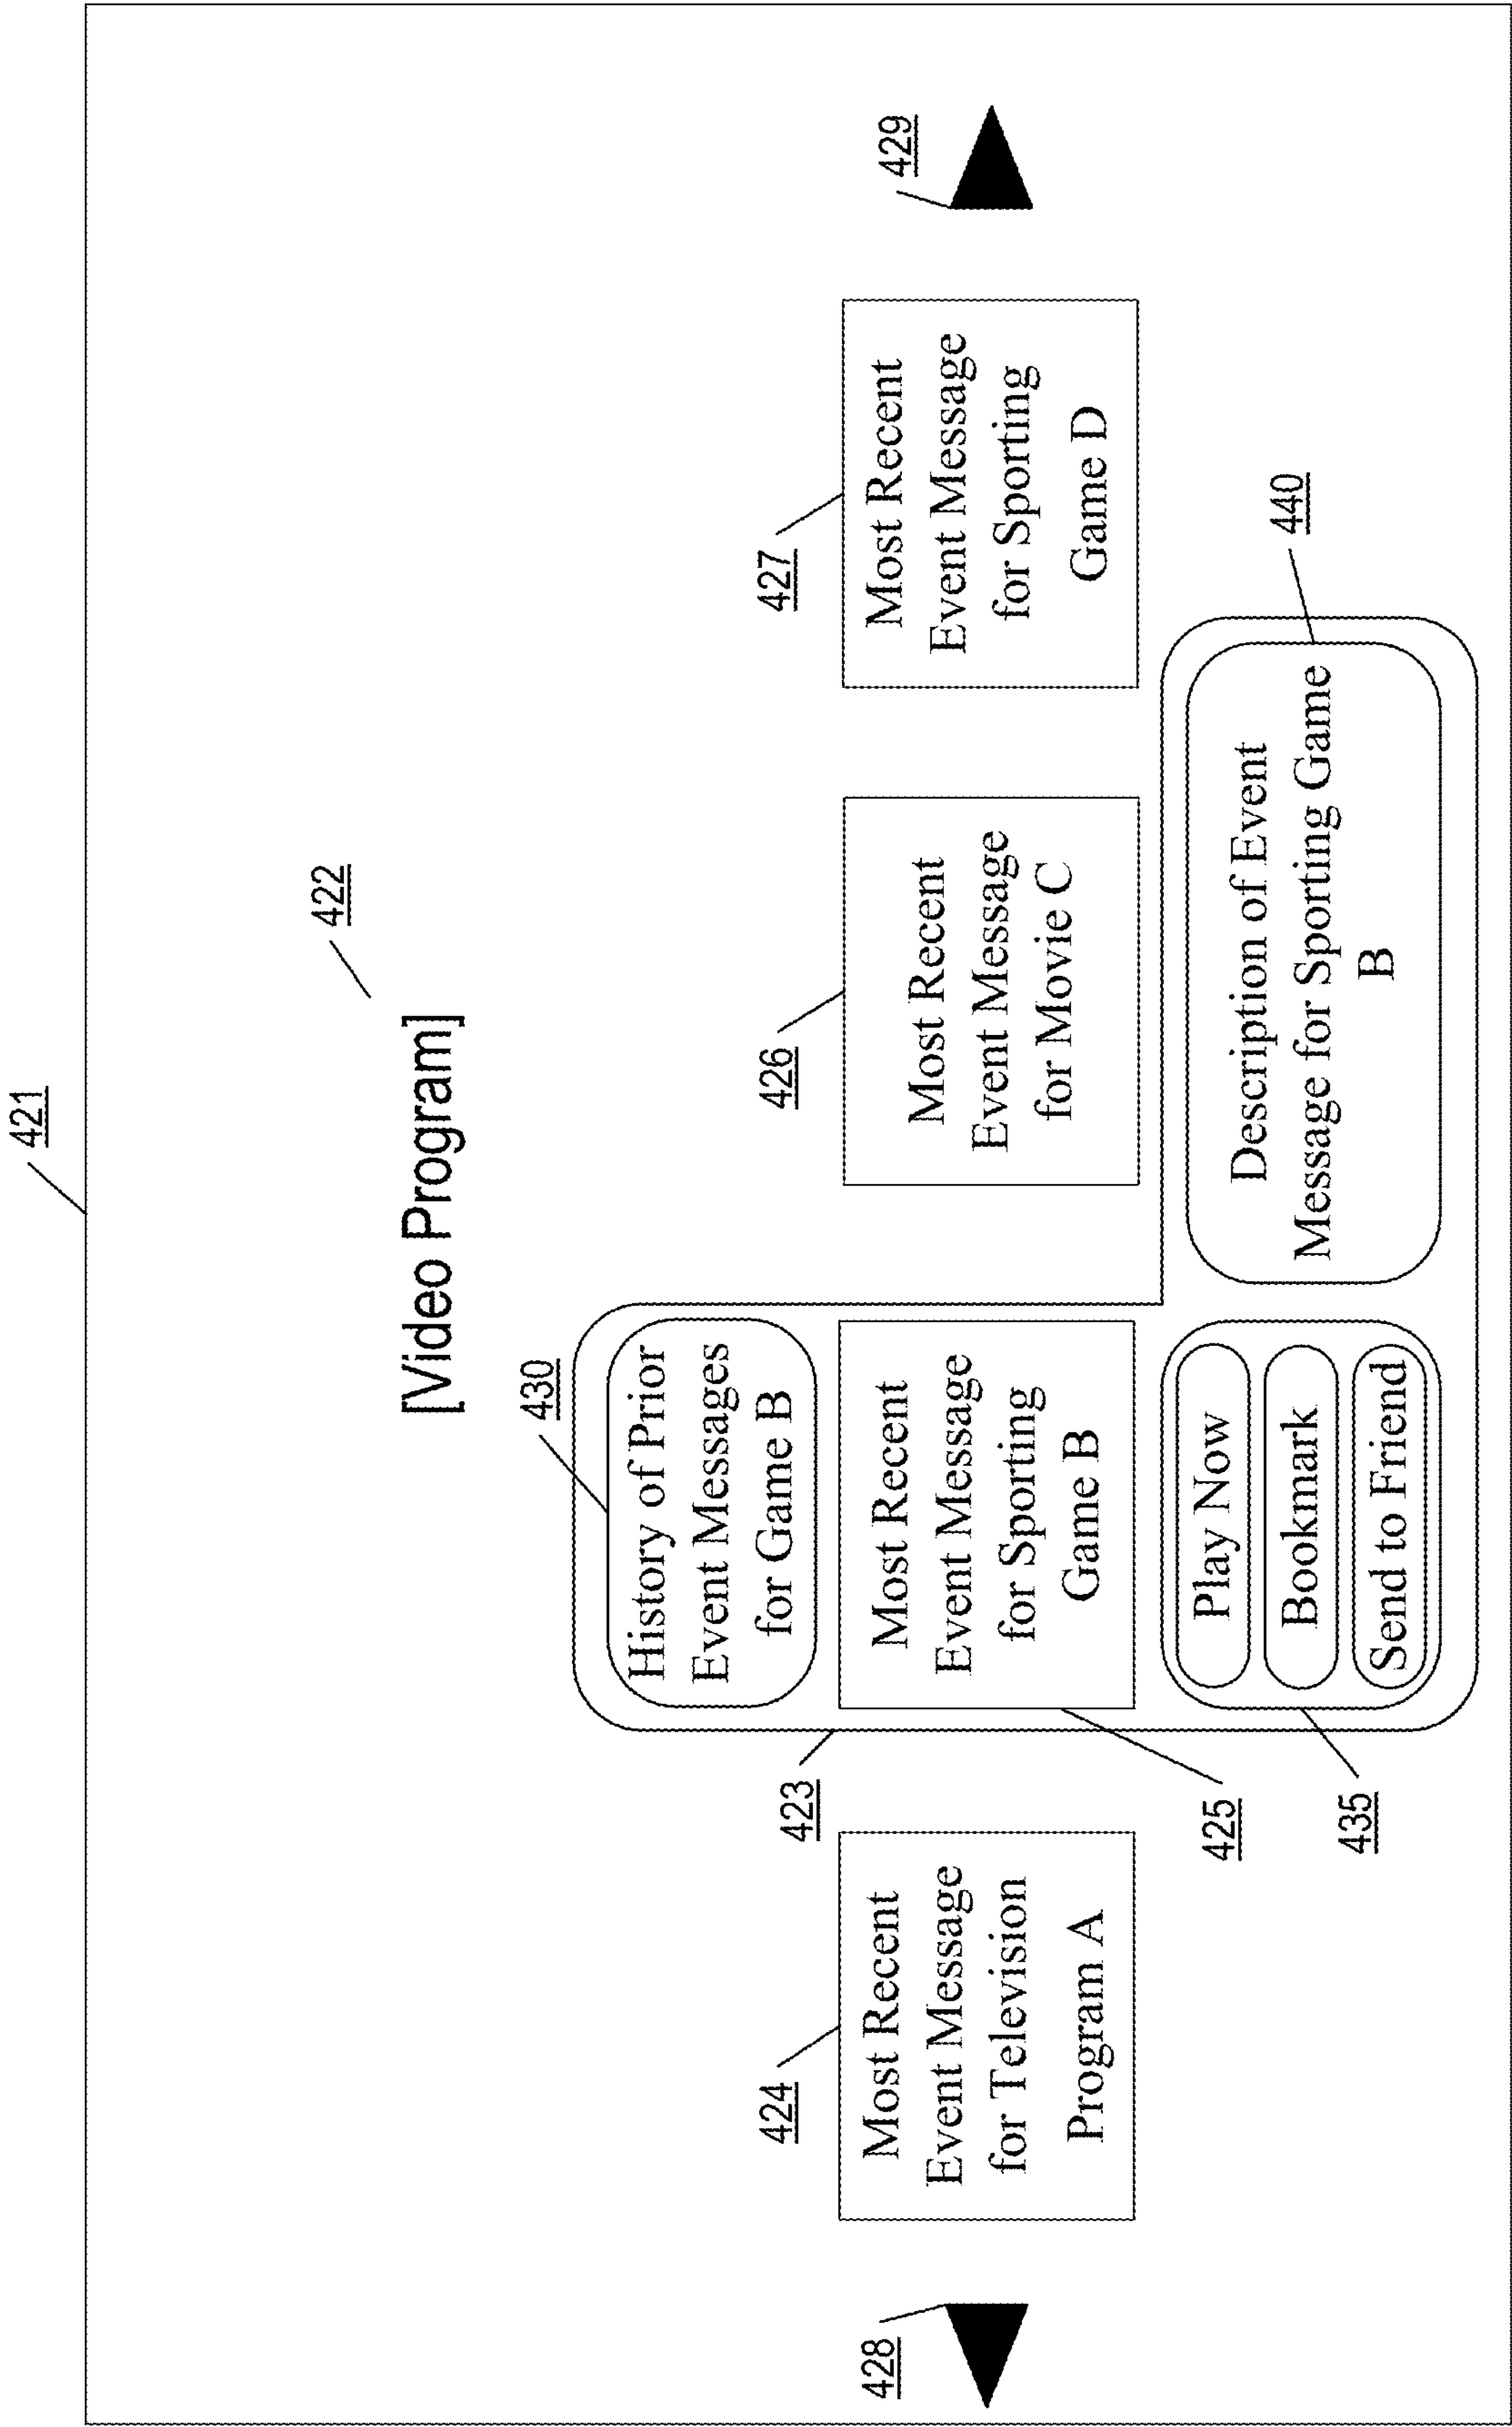 421
422
[Video Program]
430
History of Prior
Event Messages
for Game B
423
424
426
427
428
429
Most Recent
Event Message
for Television
Program A
Most Recent
Event Message
for Sporting
Game B
Most Recent
Event Message
for Movie C
Most Recent
Event Message
for Sporting
Game D
425
435
Play Now
Bookmark
Send to Friend
440
Description of Event
Message for Sporting Game
B